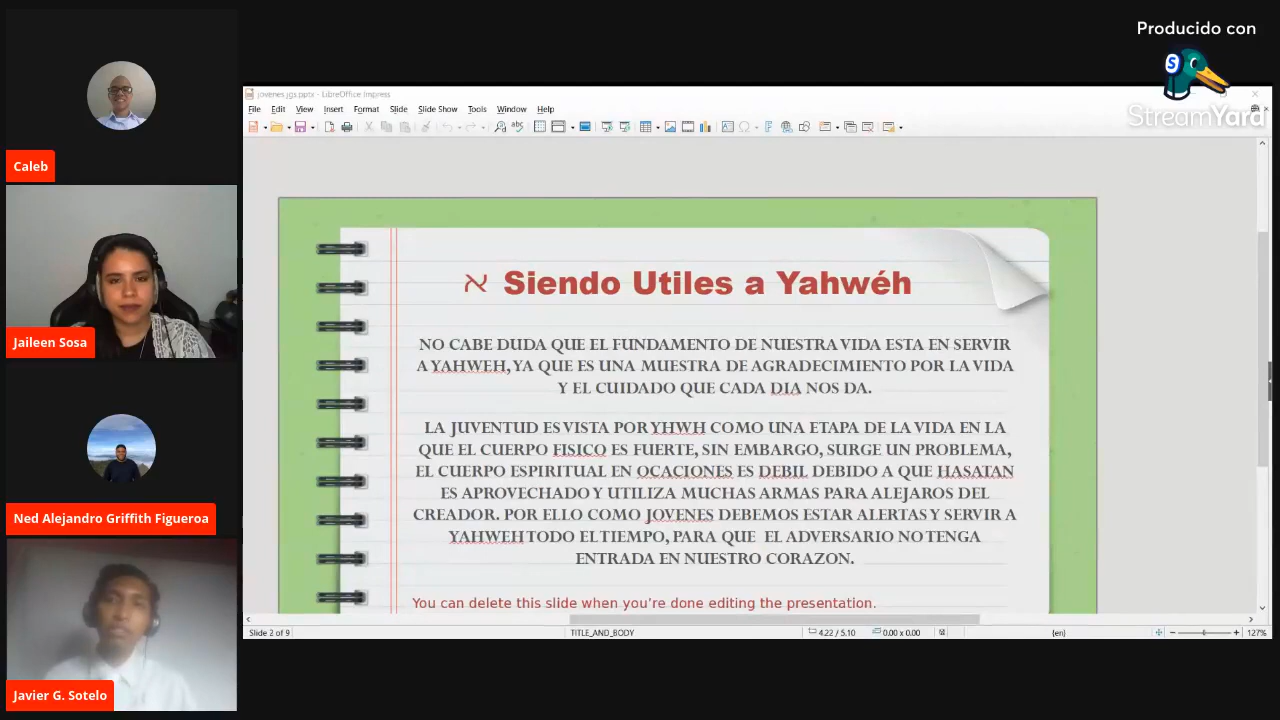 Producido con
StreamYard
Caleb
Jaileen Sosa
Ned Alejandro Griffith Figueroa
Javier G. Sotelo
jovenes jgs.pptx - LibreOffice Impress
File Edit View Insert Format Slide Slide Show Tools Window Help
א Siendo Utiles a Yahwéh
NO CABE DUDA QUE EL FUNDAMENTO DE NUESTRA VIDA ESTA EN SERVIR
A YAHWEH, YA QUE ES UNA MUESTRA DE AGRADECIMIENTO POR LA VIDA
Y EL CUIDADO QUE CADA DIA NOS DA.
LA JUVENTUD ES VISTA POR YHWH COMO UNA ETAPA DE LA VIDA EN LA
QUE EL CUERPO FISICO ES FUERTE, SIN EMBARGO, SURGE UN PROBLEMA,
EL CUERPO ESPIRITUAL EN OCACIONES ES DEBIL DEBIDO A QUE HASATAN
ES APROVECHADO Y UTILIZA MUCHAS ARMAS PARA ALEJAROS DEL
CREADOR. POR ELLO COMO JOVENES DEBEMOS ESTAR ALERTAS Y SERVIR A
YAHWEH TODO EL TIEMPO, PARA QUE EL ADVERSARIO NO TENGA
ENTRADA EN NUESTRO CORAZON.
You can delete this slide when you're done editing the presentation.
Slide 2 of 9 TITLE_AND_BODY 4.22 / 5.10 0.00 x 0.00 (en) 127%